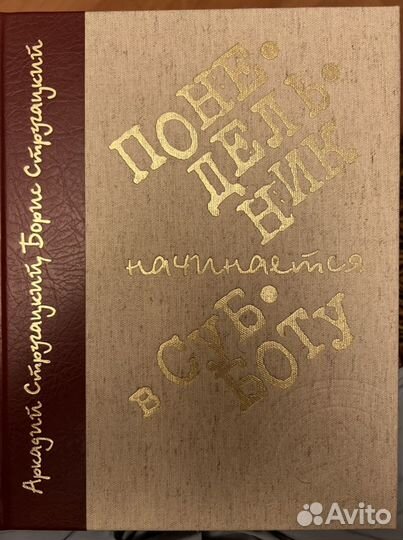 Аркадий Стругацкий, Борис Стругацкий
ПОНЕ·
ДЕЛЬ·
НИК
начинается
в СУБ·
БОТУ
Avito